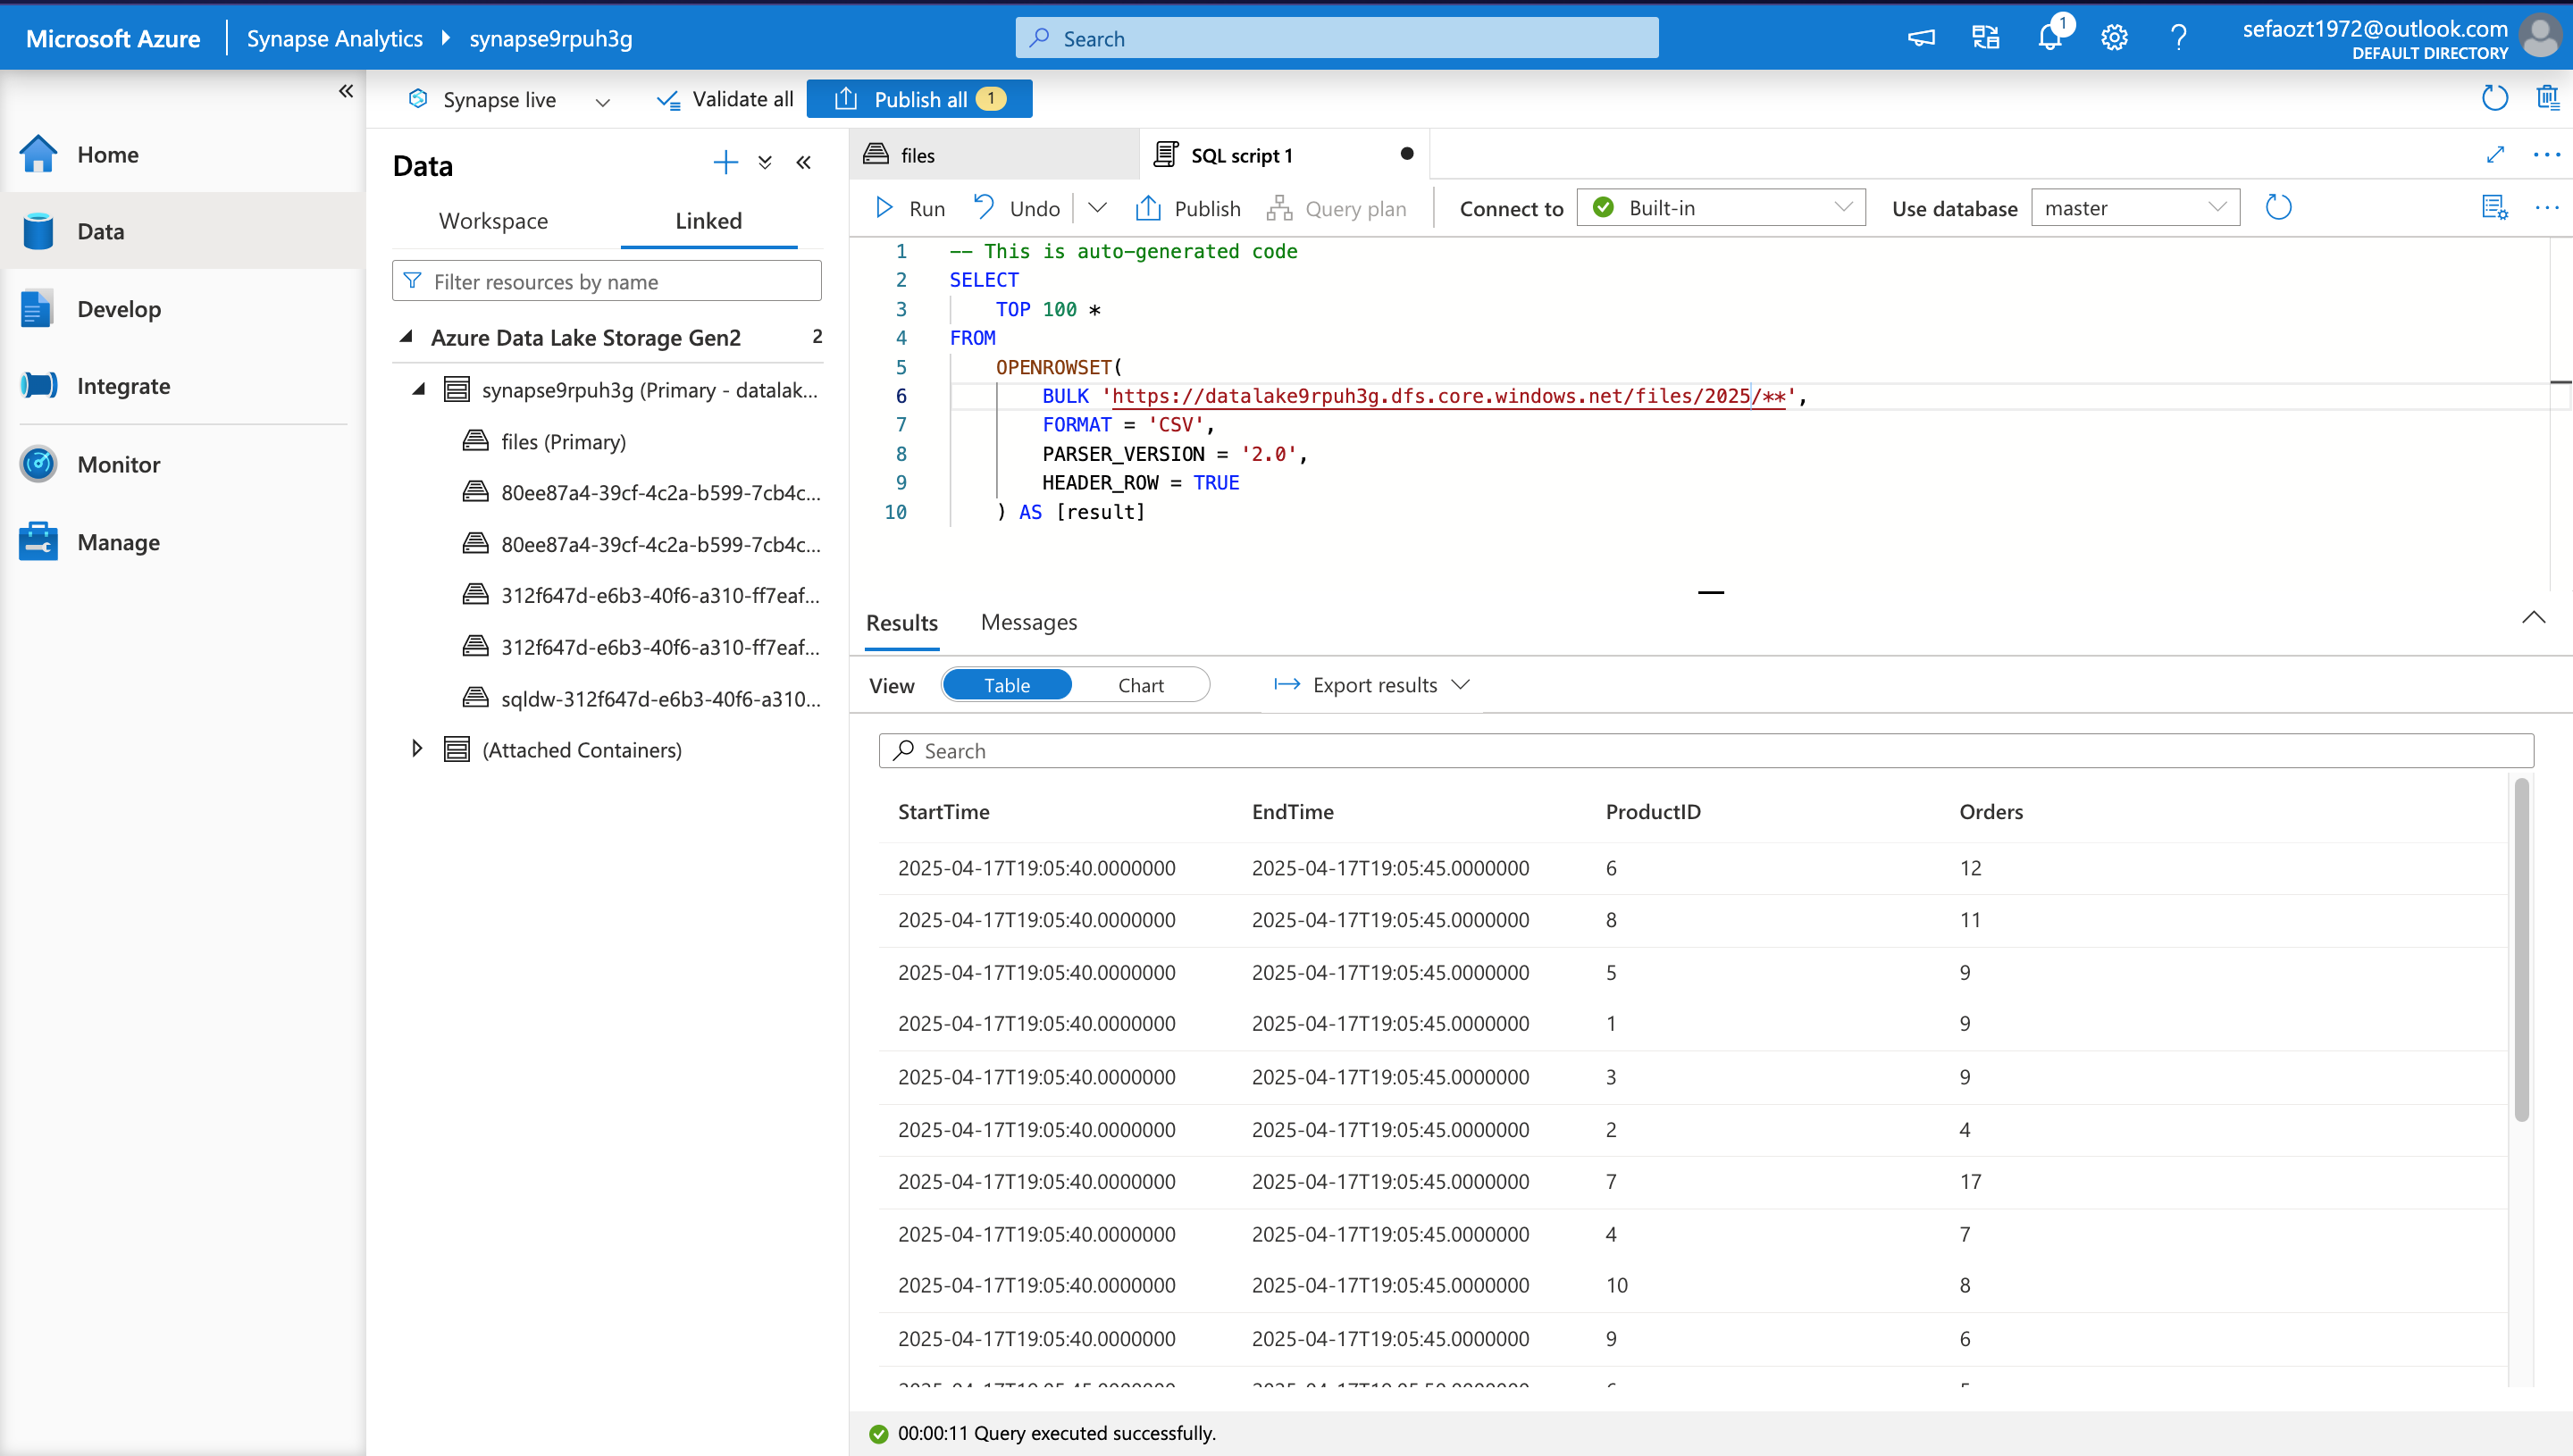 Microsoft Azure
Synapse Analytics
synapse9rpuh3g
Search
1
sefaozt1972@outlook.com
DEFAULT DIRECTORY
Synapse live
Validate all
Publish all
1
Home
Data
Develop
Integrate
Monitor
Manage
Data
Workspace
Linked
Filter resources by name
Azure Data Lake Storage Gen2
2
synapse9rpuh3g (Primary - datalak...
files (Primary)
80ee87a4-39cf-4c2a-b599-7cb4c...
80ee87a4-39cf-4c2a-b599-7cb4c...
312f647d-e6b3-40f6-a310-ff7eaf...
312f647d-e6b3-40f6-a310-ff7eaf...
sqldw-312f647d-e6b3-40f6-a310...
(Attached Containers)
files
SQL script 1
Run
Undo
Publish
Query plan
Connect to
Built-in
Use database
master
1 -- This is auto-generated code
2 SELECT
3 TOP 100 *
4 FROM
5 OPENROWSET(
6 BULK 'https://datalake9rpuh3g.dfs.core.windows.net/files/2025/**',
7 FORMAT = 'CSV',
8 PARSER_VERSION = '2.0',
9 HEADER_ROW = TRUE
10 ) AS [result]
Results
Messages
View
Table
Chart
Export results
Search
StartTime EndTime ProductID Orders
2025-04-17T19:05:40.0000000 2025-04-17T19:05:45.0000000 6 12
2025-04-17T19:05:40.0000000 2025-04-17T19:05:45.0000000 8 11
2025-04-17T19:05:40.0000000 2025-04-17T19:05:45.0000000 5 9
2025-04-17T19:05:40.0000000 2025-04-17T19:05:45.0000000 1 9
2025-04-17T19:05:40.0000000 2025-04-17T19:05:45.0000000 3 9
2025-04-17T19:05:40.0000000 2025-04-17T19:05:45.0000000 2 4
2025-04-17T19:05:40.0000000 2025-04-17T19:05:45.0000000 7 17
2025-04-17T19:05:40.0000000 2025-04-17T19:05:45.0000000 4 7
2025-04-17T19:05:40.0000000 2025-04-17T19:05:45.0000000 10 8
2025-04-17T19:05:40.0000000 2025-04-17T19:05:45.0000000 9 6
00:00:11 Query executed successfully.